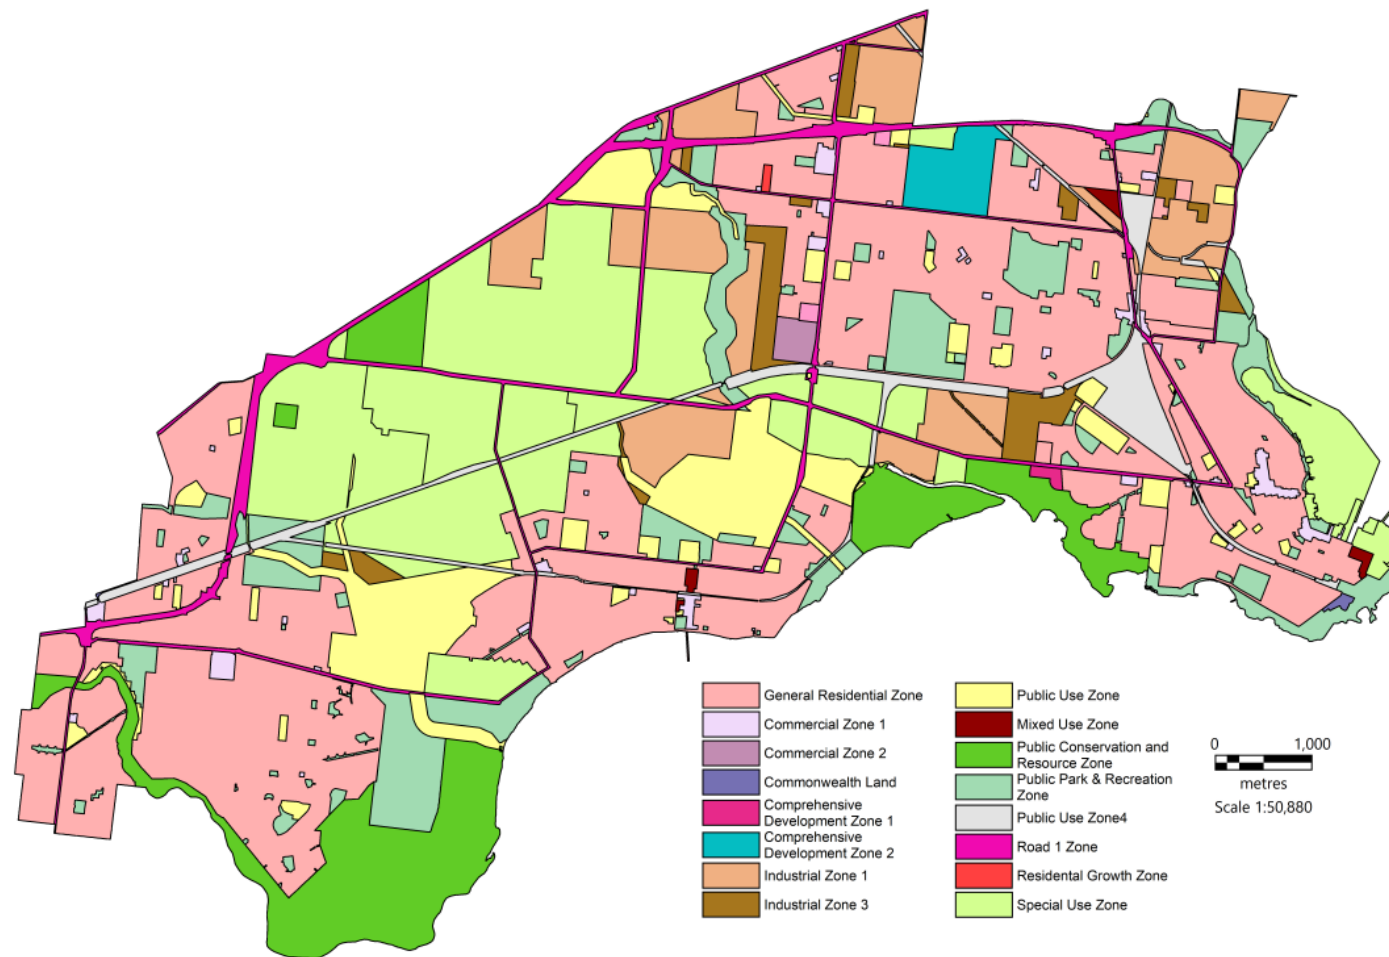 General Residential Zone
Commercial Zone 1
Commercial Zone 2
Commonwealth Land
Comprehensive
Development Zone 1
Comprehensive
Development Zone 2
Industrial Zone 1
Industrial Zone 3
Public Use Zone
Mixed Use Zone
Public Conservation and
Resource Zone
Public Park & Recreation
Zone
Public Use Zone4
Road 1 Zone
Residental Growth Zone
Special Use Zone
0 1,000
metres
Scale 1:50,880